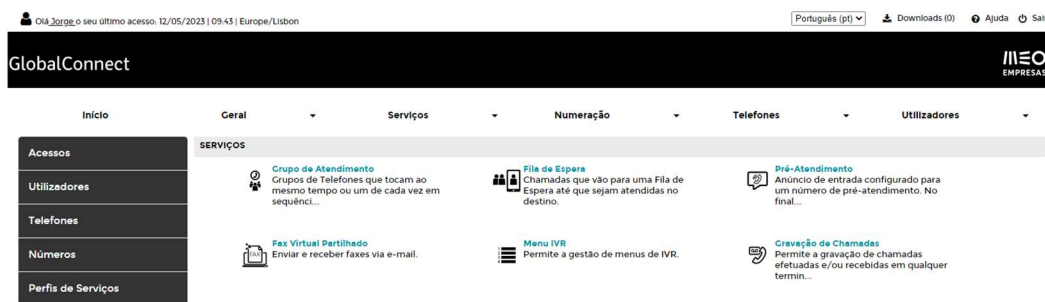 Olá Jorge o seu último acesso: 12/05/2023 | 09:43 | Europe/Lisbon
Português (pt)
Downloads (0)
Ajuda
Sair
GlobalConnect
MEO
EMPRESAS
Início
Geral
Serviços
Numeração
Telefones
Utilizadores
Acessos
Utilizadores
Telefones
Números
Perfis de Serviços
SERVIÇOS
Grupo de Atendimento
Grupos de Telefones que tocam ao
mesmo tempo ou um de cada vez em
sequênci...
Fila de Espera
Chamadas que vão para uma Fila de
Espera até que sejam atendidas no
destino.
Pré-Atendimento
Anúncio de entrada configurado para
um número de pré-atendimento. No
final...
FAX
Fax Virtual Partilhado
Enviar e receber faxes via e-mail.
Menu IVR
Permite a gestão de menus de IVR.
Gravação de Chamadas
Permite a gravação de chamadas
efetuadas e/ou recebidas em qualquer
termin...